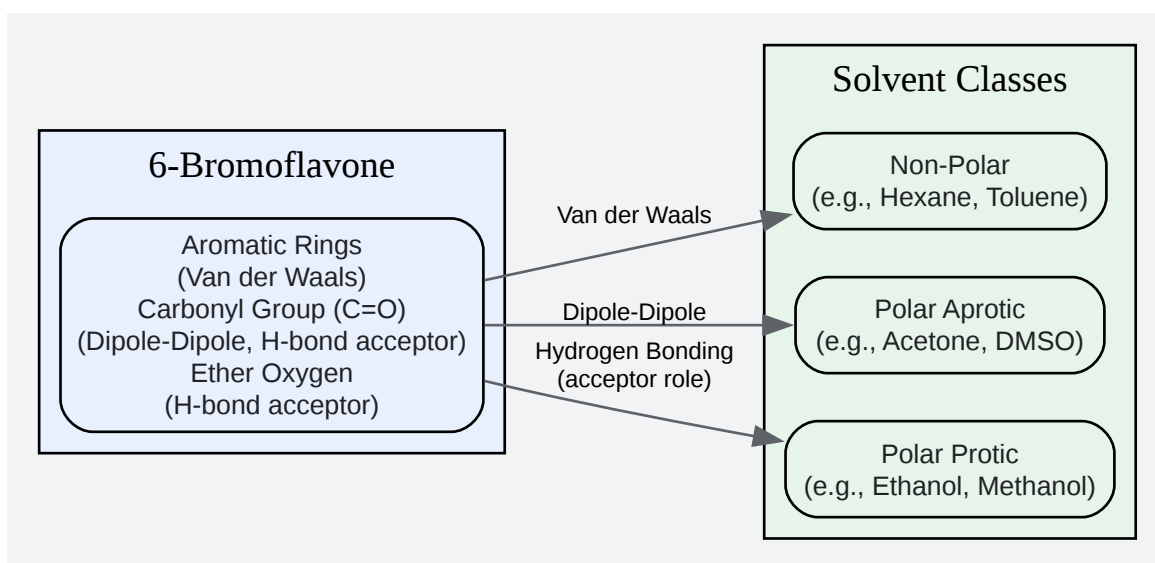 6-Bromoflavone
Aromatic Rings
(Van der Waals)
Carbonyl Group (C=O)
(Dipole-Dipole, H-bond acceptor)
Ether Oxygen
(H-bond acceptor)
Van der Waals
Dipole-Dipole
Hydrogen Bonding
(acceptor role)
Solvent Classes
Non-Polar
(e.g., Hexane, Toluene)
Polar Aprotic
(e.g., Acetone, DMSO)
Polar Protic
(e.g., Ethanol, Methanol)